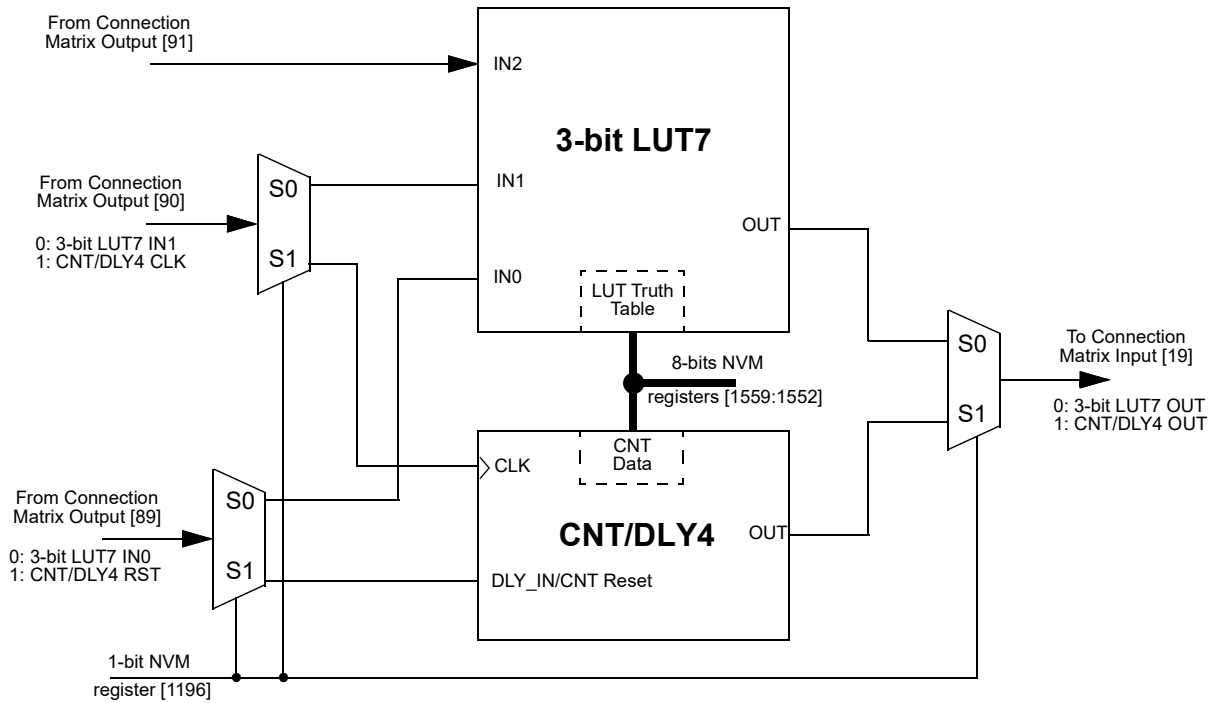 From Connection
Matrix Output [91]
IN2
3-bit LUT7
From Connection
Matrix Output [90]
0: 3-bit LUT7 IN1
1: CNT/DLY4 CLK
S0
S1
IN1
IN0
OUT
LUT Truth
Table
8-bits NVM
registers [1559:1552]
S0
S1
To Connection
Matrix Input [19]
0: 3-bit LUT7 OUT
1: CNT/DLY4 OUT
CNT
Data
CLK
CNT/DLY4
OUT
DLY_IN/CNT Reset
From Connection
Matrix Output [89]
0: 3-bit LUT7 IN0
1: CNT/DLY4 RST
S0
S1
1-bit NVM
register [1196]